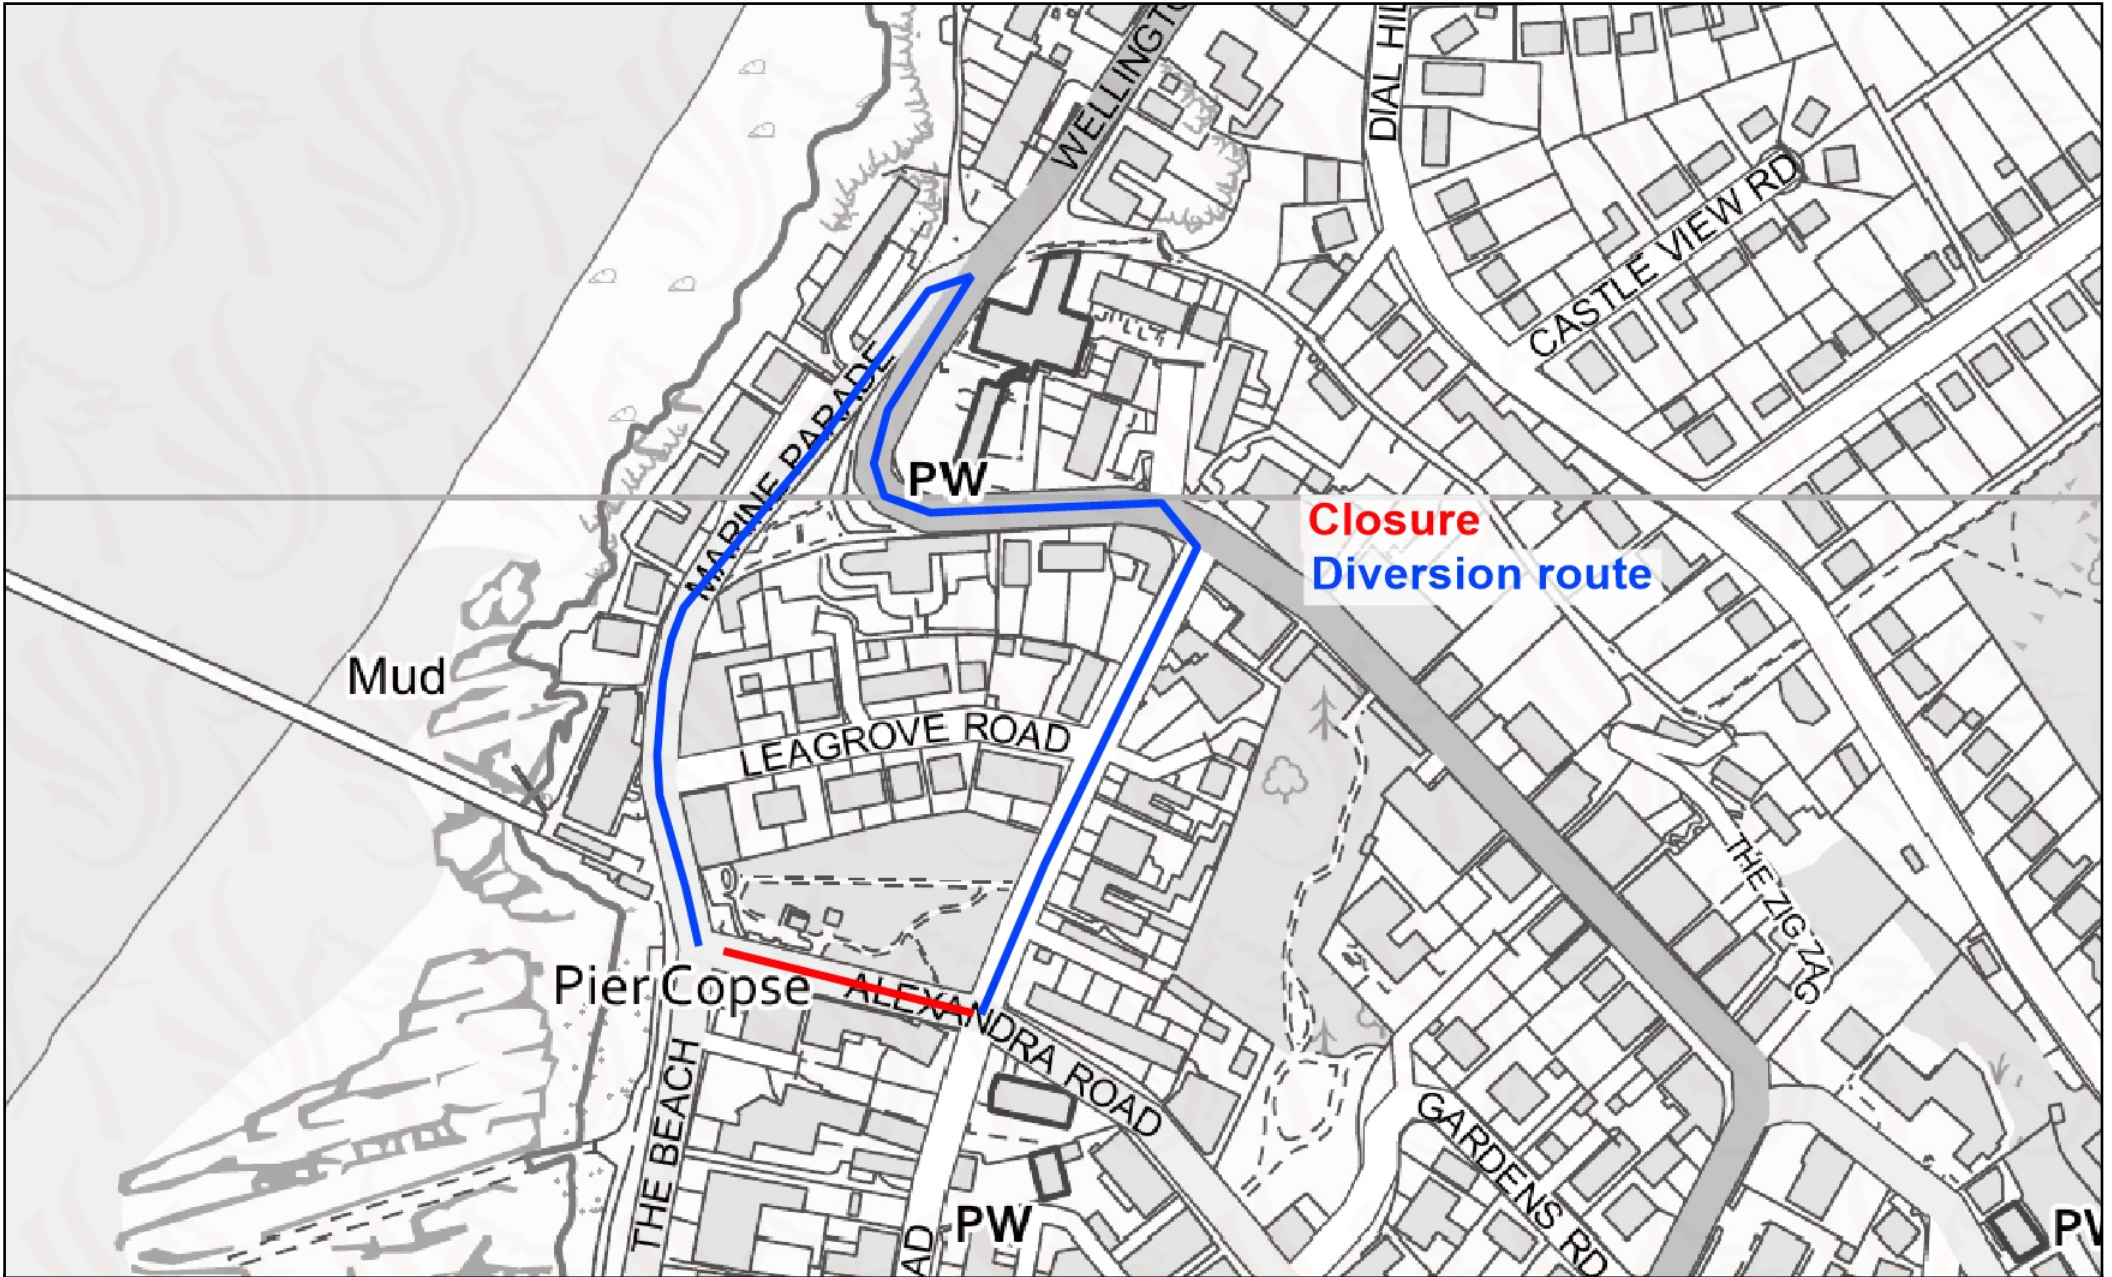 WELLINGTO
DIAL HIL
CASTLE VIEW RD
MARINE PARADE
PW
Closure
Diversion route
Mud
LEAGROVE ROAD
THE ZIG ZAG
Pier Copse
ALEXANDRA ROAD
THE BEACH
GARDENS RD
PW
AD
PW